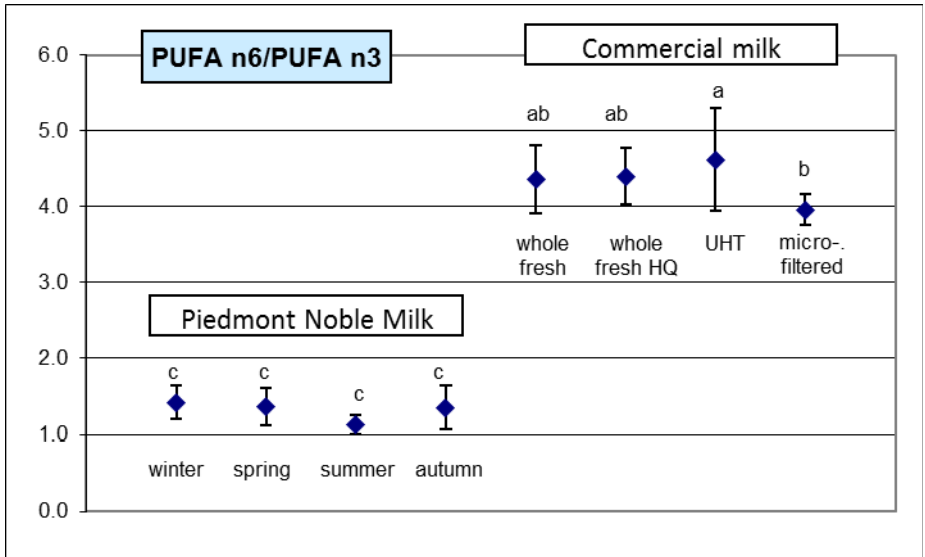 PUFA n6/PUFA n3
Commercial milk
6.0
5.0
4.0
3.0
2.0
1.0
0.0
ab
ab
a
b
whole
fresh
whole
fresh HQ
UHT
micro-.
filtered
Piedmont Noble Milk
c
c
c
c
winter
spring
summer
autumn